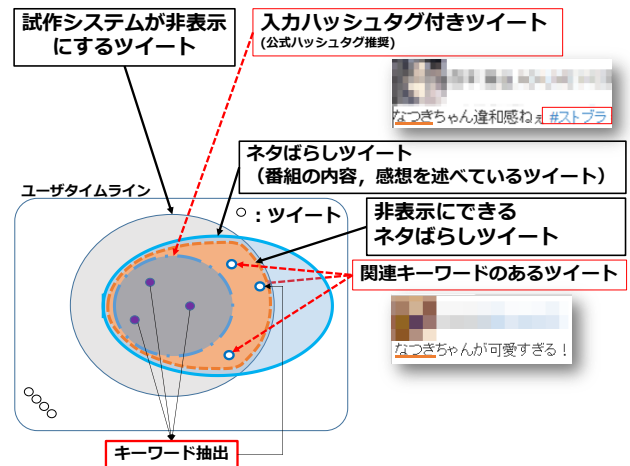 試作システムが非表示
にするツイート
入力ハッシュタグ付きツイート
(公式ハッシュタグ推奨)
なつきちゃん違和感ねぇ #ストブラ
ネタばらしツイート
(番組の内容，感想を述べているツイート)
ユーザタイムライン
○：ツイート
非表示にできる
ネタばらしツイート
関連キーワードのあるツイート
なつきちゃんが可愛すぎる！
キーワード抽出